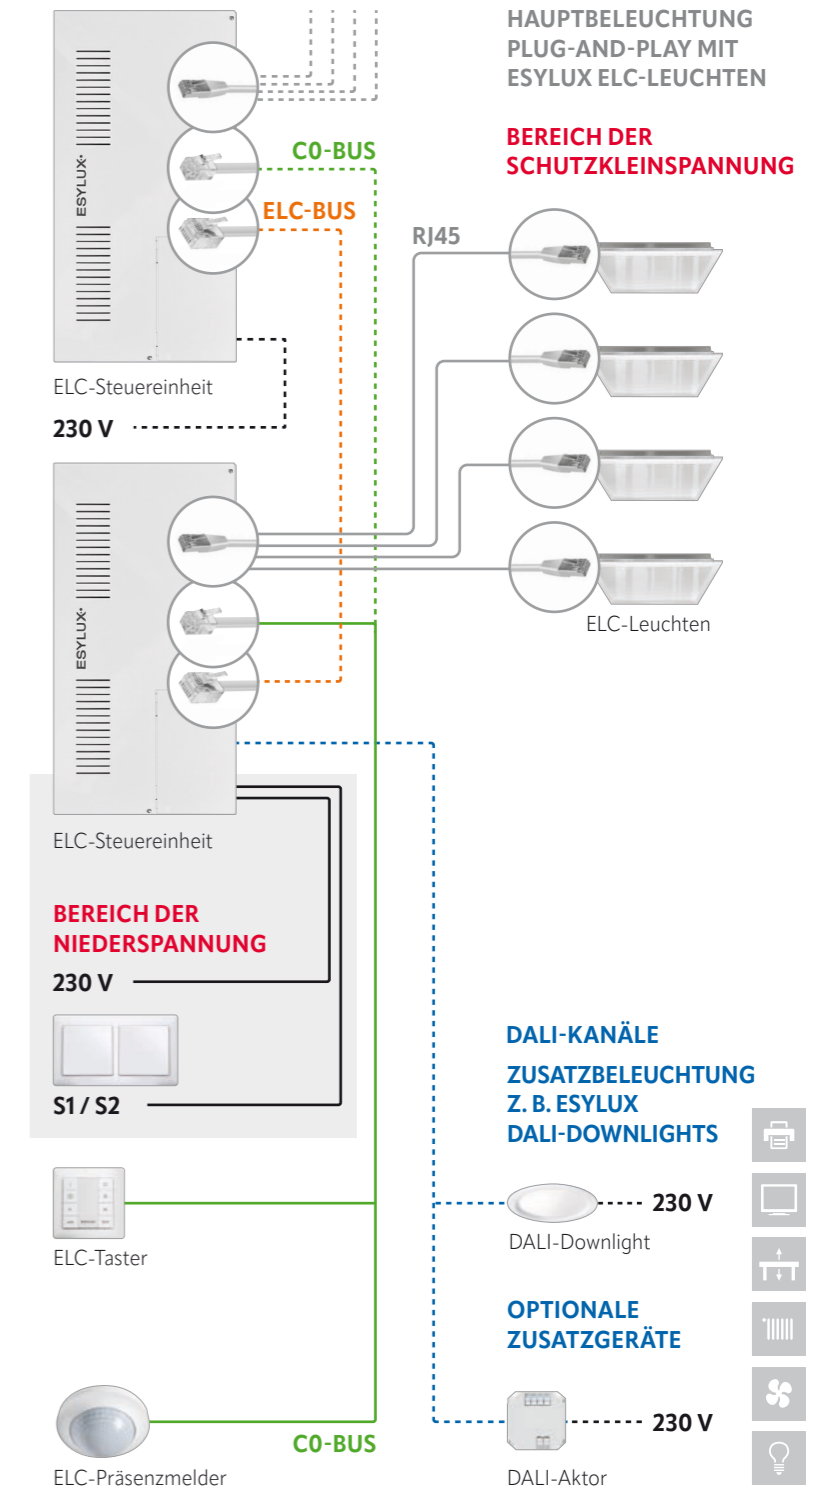 HAUPTBELEUCHTUNG
PLUG-AND-PLAY MIT
ESYLUX ELC-LEUCHTEN
BEREICH DER
SCHUTZKLEINSPANNUNG
C0-BUS
ELC-BUS
RJ45
ESYLUX
ELC-Steuereinheit
230 V
ESYLUX
ELC-Leuchten
ELC-Steuereinheit
BEREICH DER
NIEDERSPANNUNG
230 V
S1 / S2
DALI-KANÄLE
ZUSATZBELEUCHTUNG
Z. B. ESYLUX
DALI-DOWNLIGHTS
230 V
DALI-Downlight
ELC-Taster
OPTIONALE
ZUSATZGERÄTE
230 V
C0-BUS
ELC-Präsenzmelder
DALI-Aktor